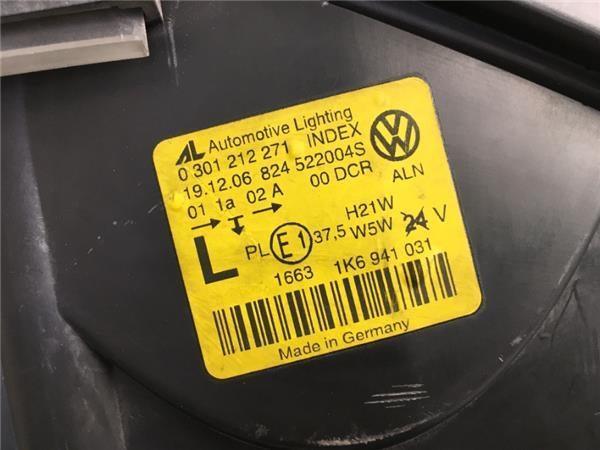 AL Automotive Lighting
0 301 212 271 INDEX
19.12.06 824 522004S
01 1a 02 A 00 DCR ALN
L PL E1 37,5 H21W
W5W 24 V
1663 1K6 941 031
Made in Germany
VW